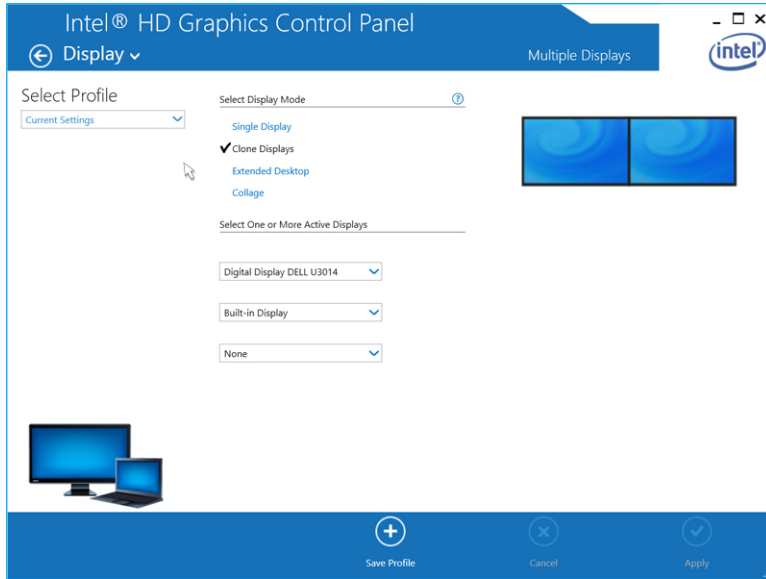 Intel® HD Graphics Control Panel
Display
Multiple Displays
intel
Select Profile
Current Settings
Select Display Mode
?
Single Display
Clone Displays
Extended Desktop
Collage
Select One or More Active Displays
Digital Display DELL U3014
Built-in Display
None
Save Profile
Cancel
Apply